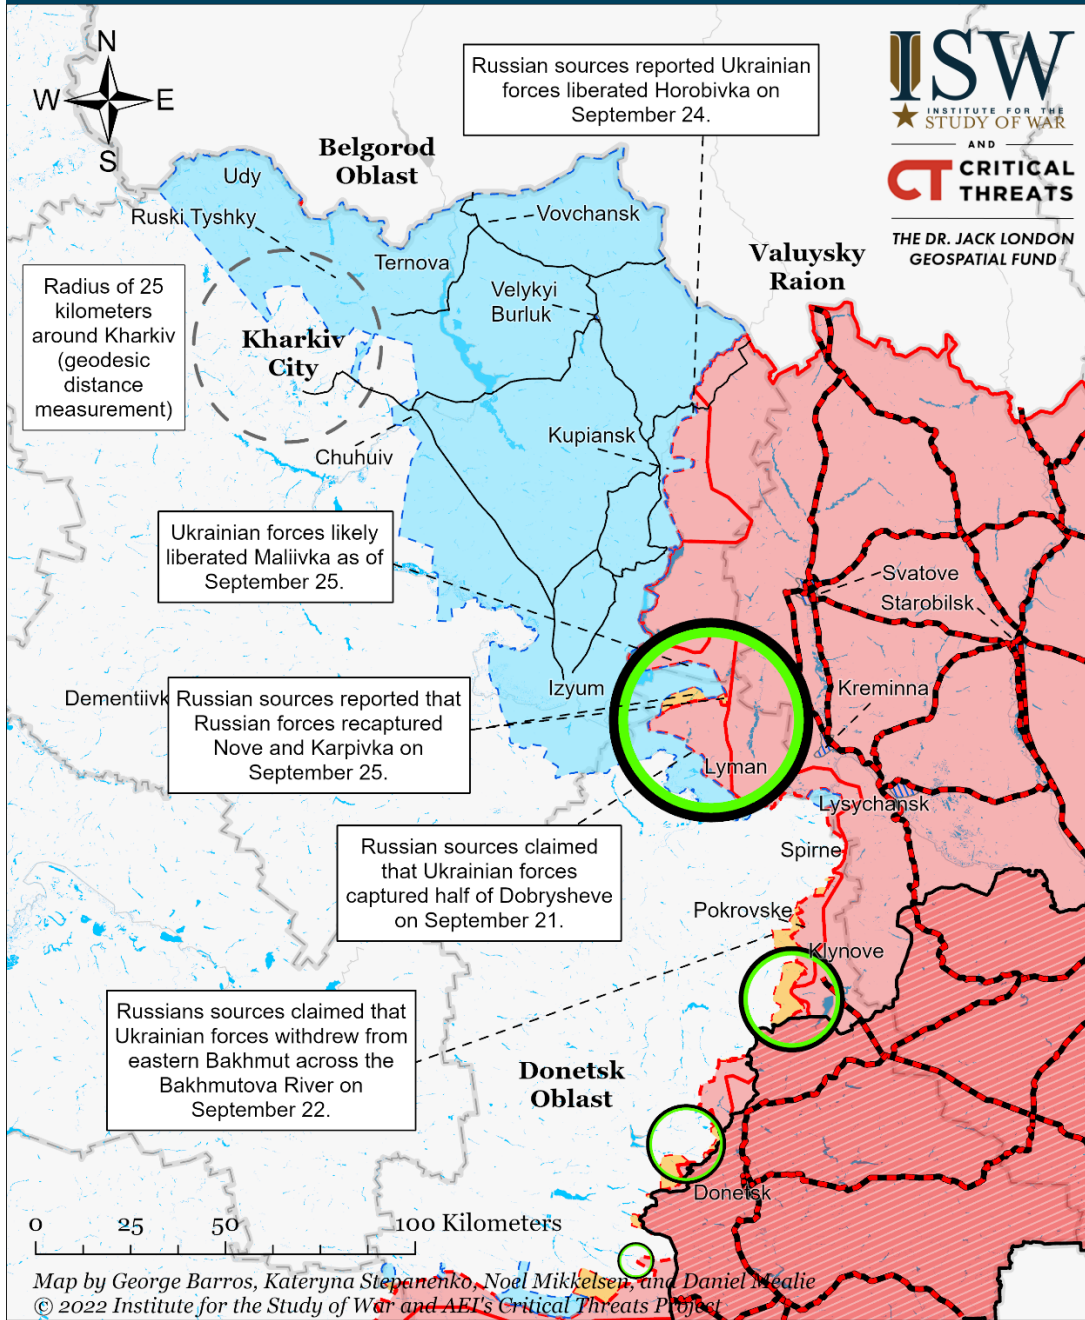 N
W E
S
Russian sources reported Ukrainian
forces liberated Horobivka on
September 24.
ISW
INSTITUTE FOR THE
STUDY OF WAR
AND
CT CRITICAL
THREATS
THE DR. JACK LONDON
GEOSPATIAL FUND
Belgorod
Oblast
Udy
Ruski Tyshky
Vovchansk
Ternova
Valuysky
Raion
Radius of 25
kilometers
around Kharkiv
(geodesic
distance
measurement)
Velykyi
Burluk
Kharkiv
City
Kupiansk
Chuhuiv
Ukrainian forces likely
liberated Maliivka as of
September 25.
Svatove
Starobilsk
Izyum
Kreminna
Dementiivk
Russian sources reported that
Russian forces recaptured
Nove and Karpivka on
September 25.
Lyman
Lysychansk
Russian sources claimed
that Ukrainian forces
captured half of Dobrysheve
on September 21.
Spirne
Pokrovske
Klynove
Russians sources claimed that
Ukrainian forces withdrew from
eastern Bakhmut across the
Bakhmutova River on
September 22.
Donetsk
Oblast
Donetsk
0 25 50 100 Kilometers
Map by George Barros, Kateryna Stepanenko, Noel Mikkelsen, and Daniel Mealie
© 2022 Institute for the Study of War and AEI's Critical Threats Project